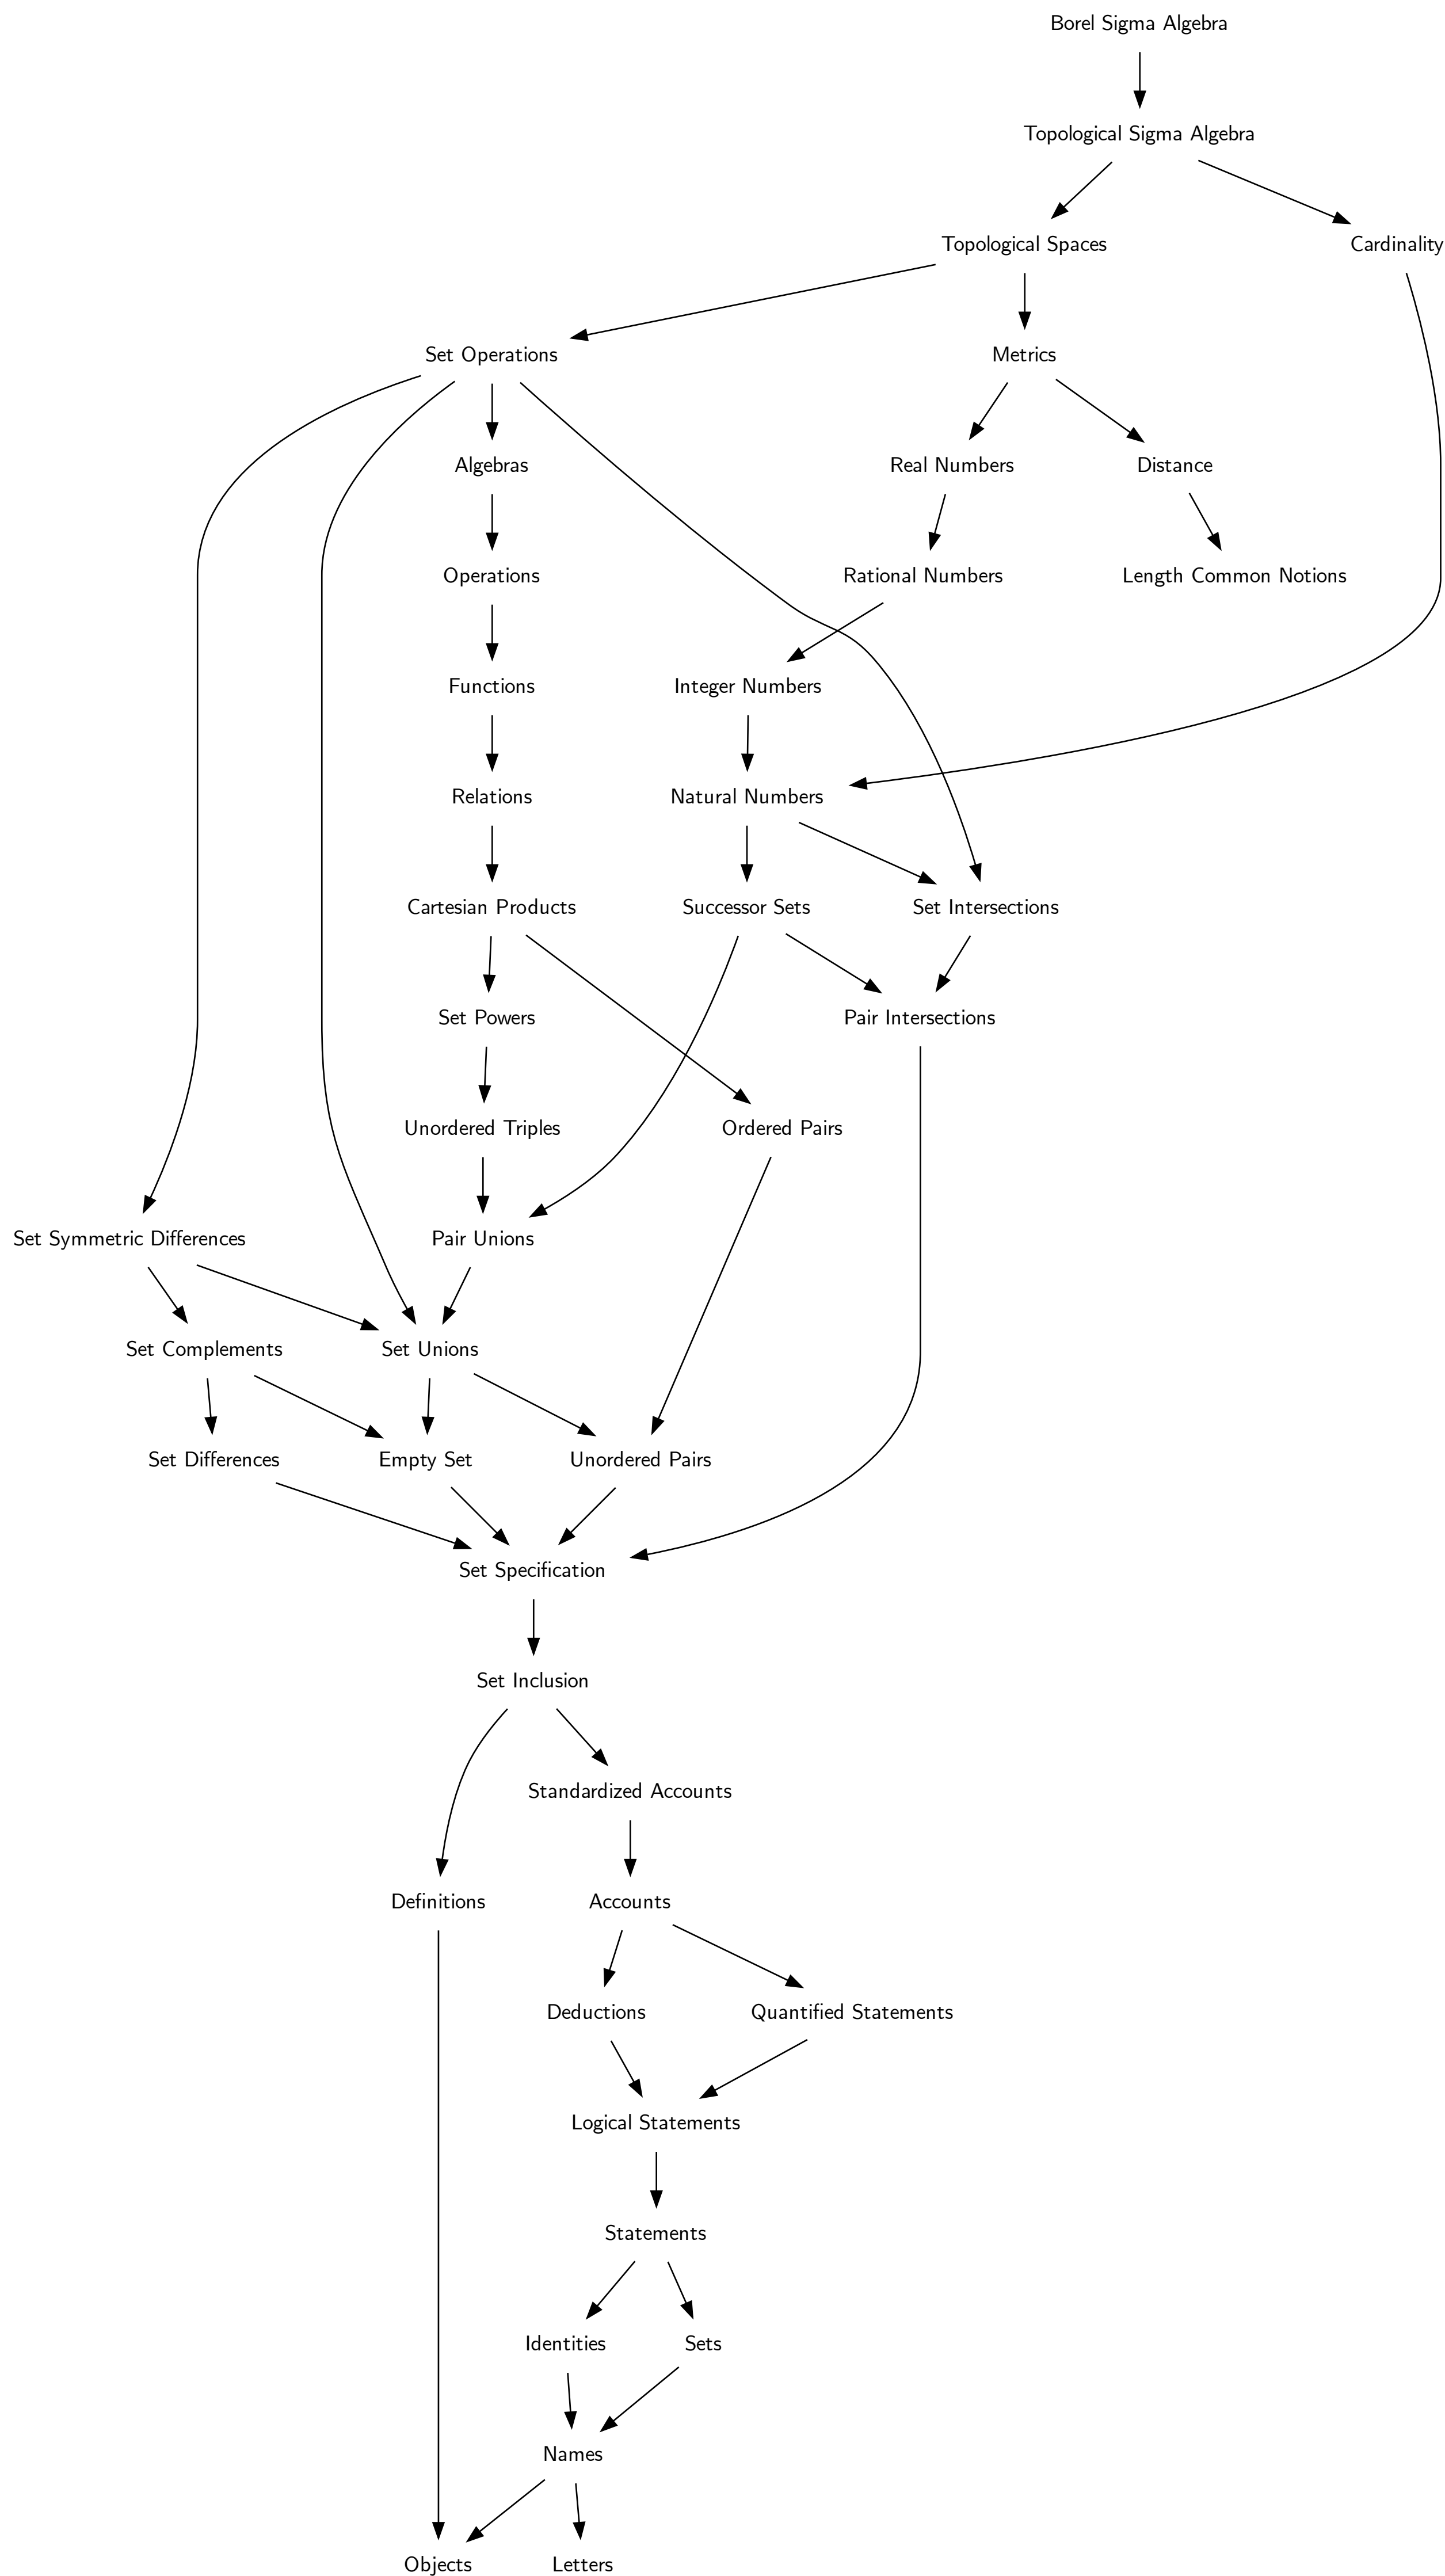 Borel Sigma Algebra
Topological Sigma Algebra
Topological Spaces
Cardinality
Set Operations
Metrics
Algebras
Real Numbers
Distance
Operations
Rational Numbers
Length Common Notions
Functions
Integer Numbers
Relations
Natural Numbers
Cartesian Products
Successor Sets
Set Intersections
Set Powers
Pair Intersections
Unordered Triples
Ordered Pairs
Set Symmetric Differences
Pair Unions
Set Complements
Set Unions
Set Differences
Empty Set
Unordered Pairs
Set Specification
Set Inclusion
Standardized Accounts
Definitions
Accounts
Deductions
Quantified Statements
Logical Statements
Statements
Identities
Sets
Names
Objects
Letters